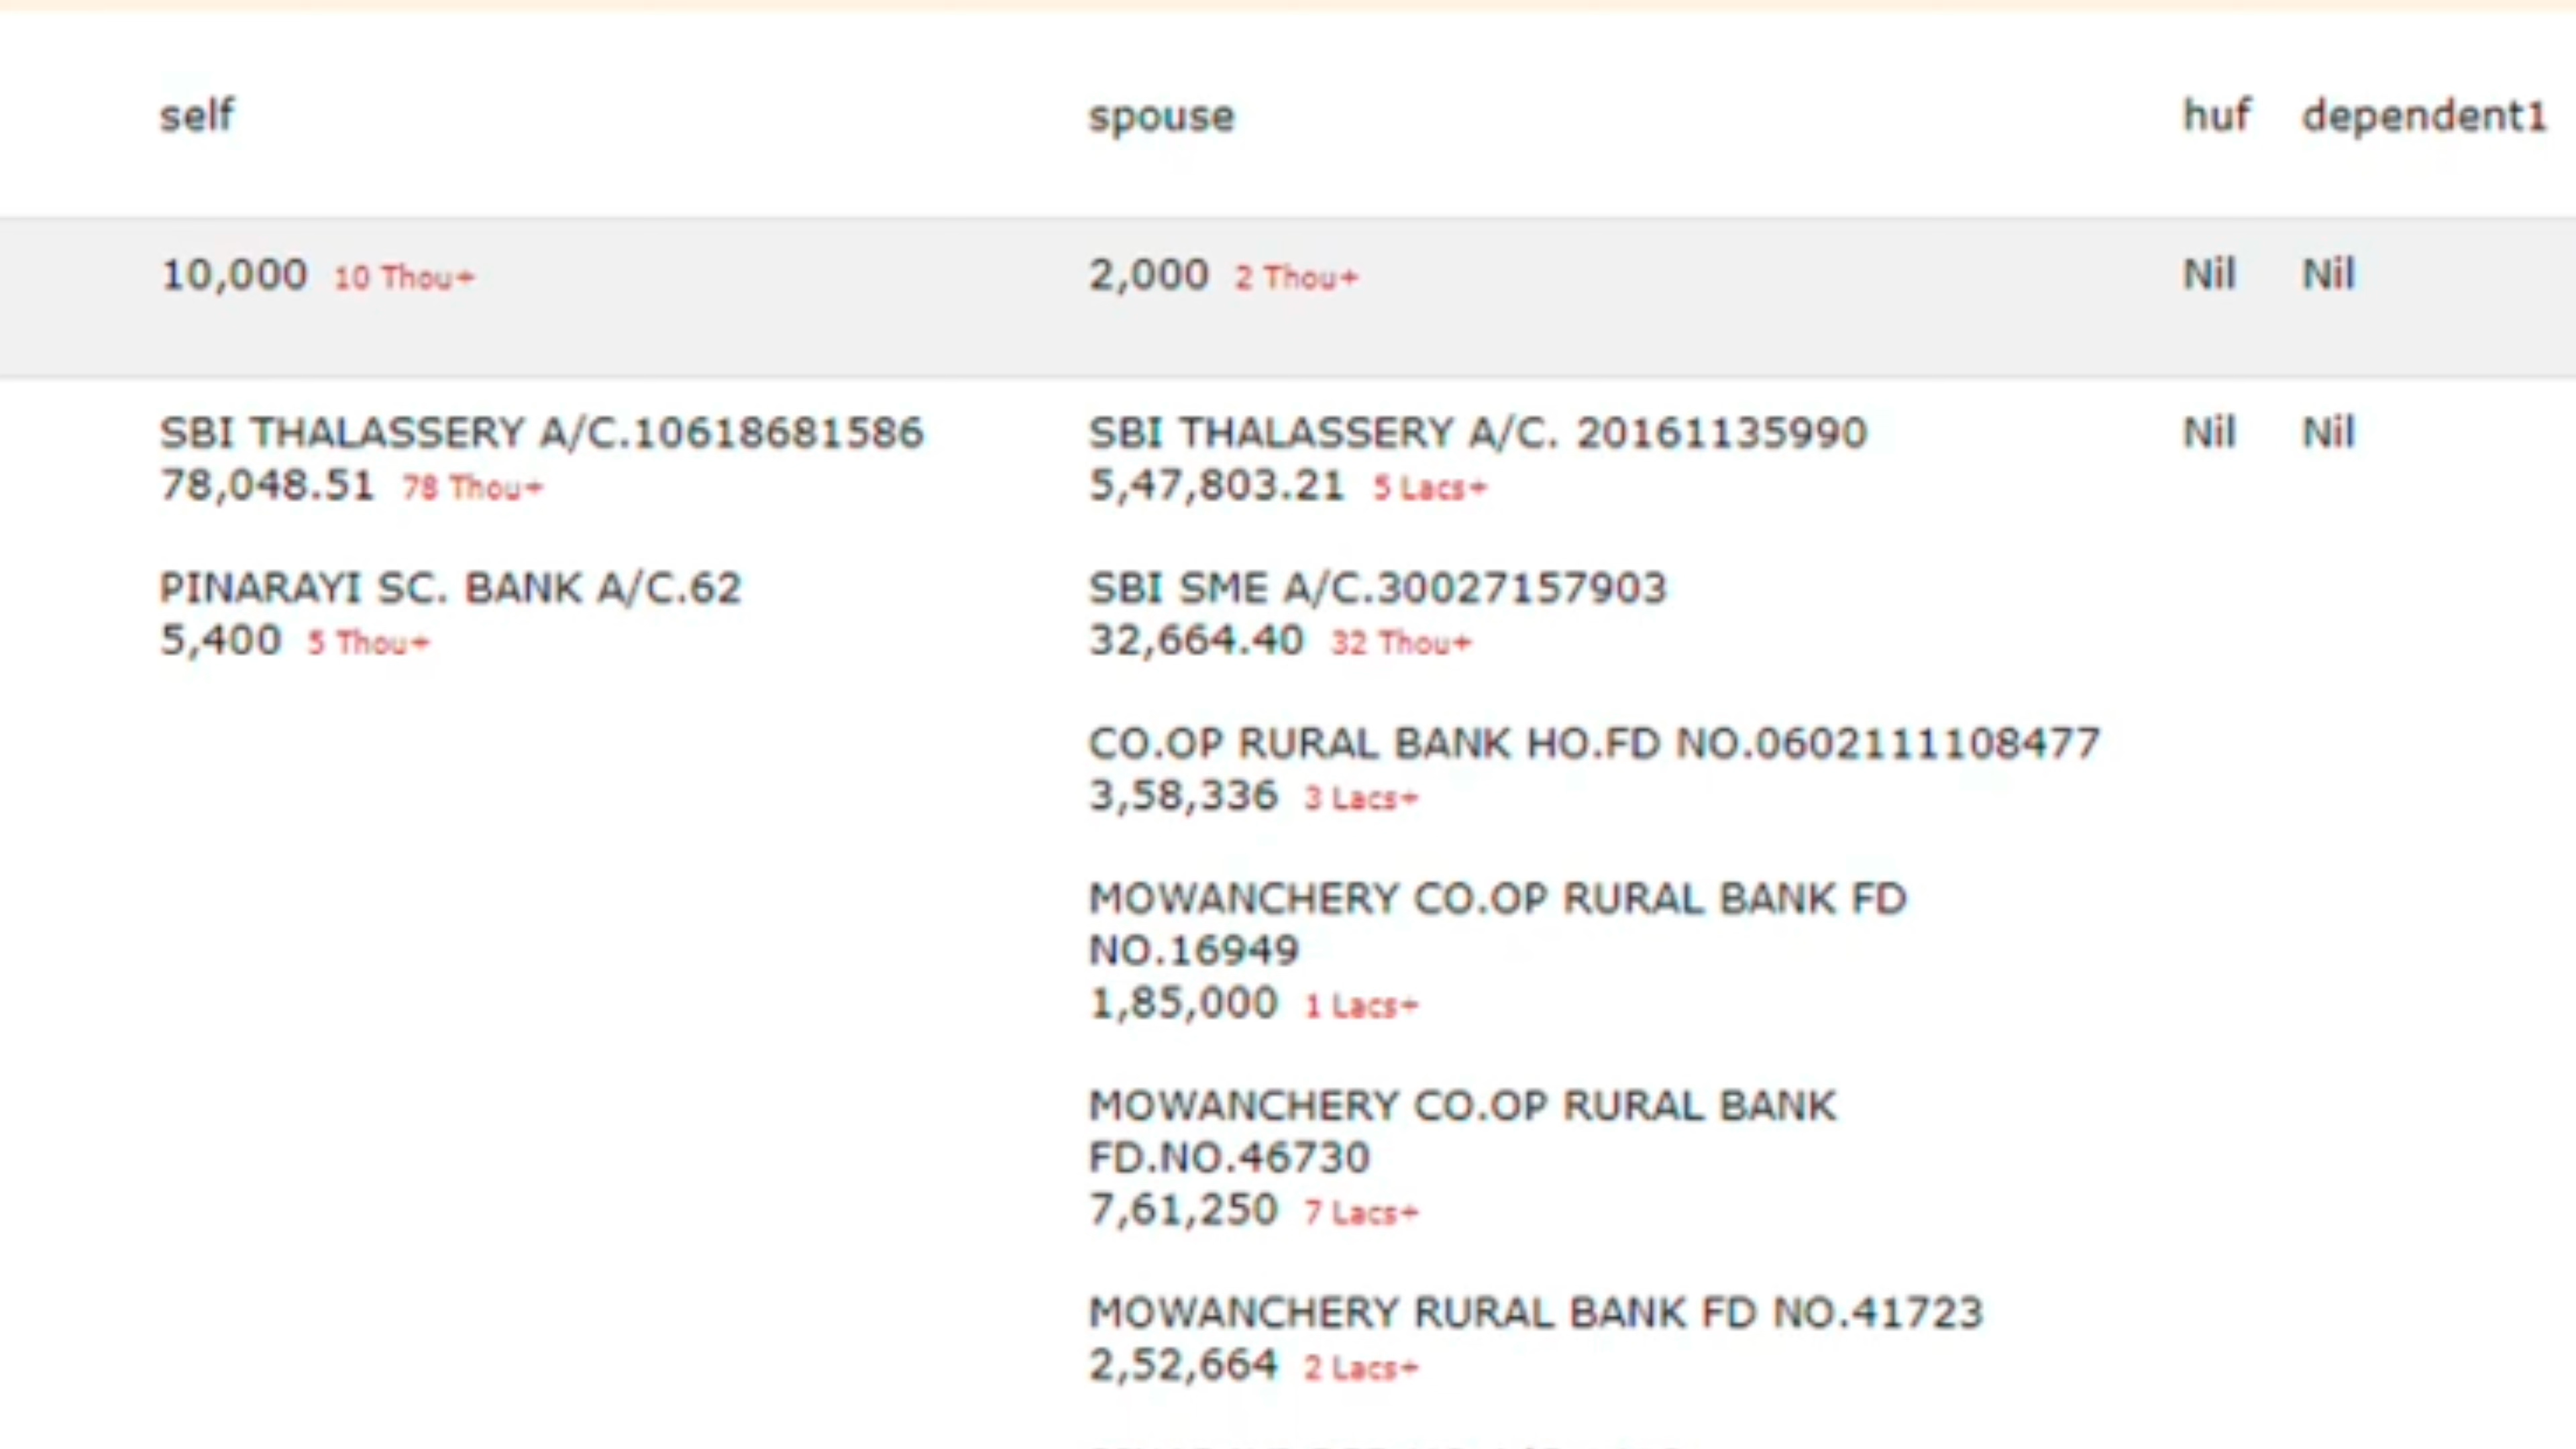 self spouse huf dependent1
10,000 10 Thou+ 2,000 2 Thou+ Nil Nil
SBI THALASSERY A/C.10618681586 SBI THALASSERY A/C. 20161135990 Nil Nil
78,048.51 78 Thou+ 5,47,803.21 5 Lacs+
PINARAYI SC. BANK A/C.62 SBI SME A/C.30027157903
5,400 5 Thou+ 32,664.40 32 Thou+
CO.OP RURAL BANK HO.FD NO.0602111108477
3,58,336 3 Lacs+
MOWANCHERY CO.OP RURAL BANK FD
NO.16949
1,85,000 1 Lacs+
MOWANCHERY CO.OP RURAL BANK
FD.NO.46730
7,61,250 7 Lacs+
MOWANCHERY RURAL BANK FD NO.41723
2,52,664 2 Lacs+